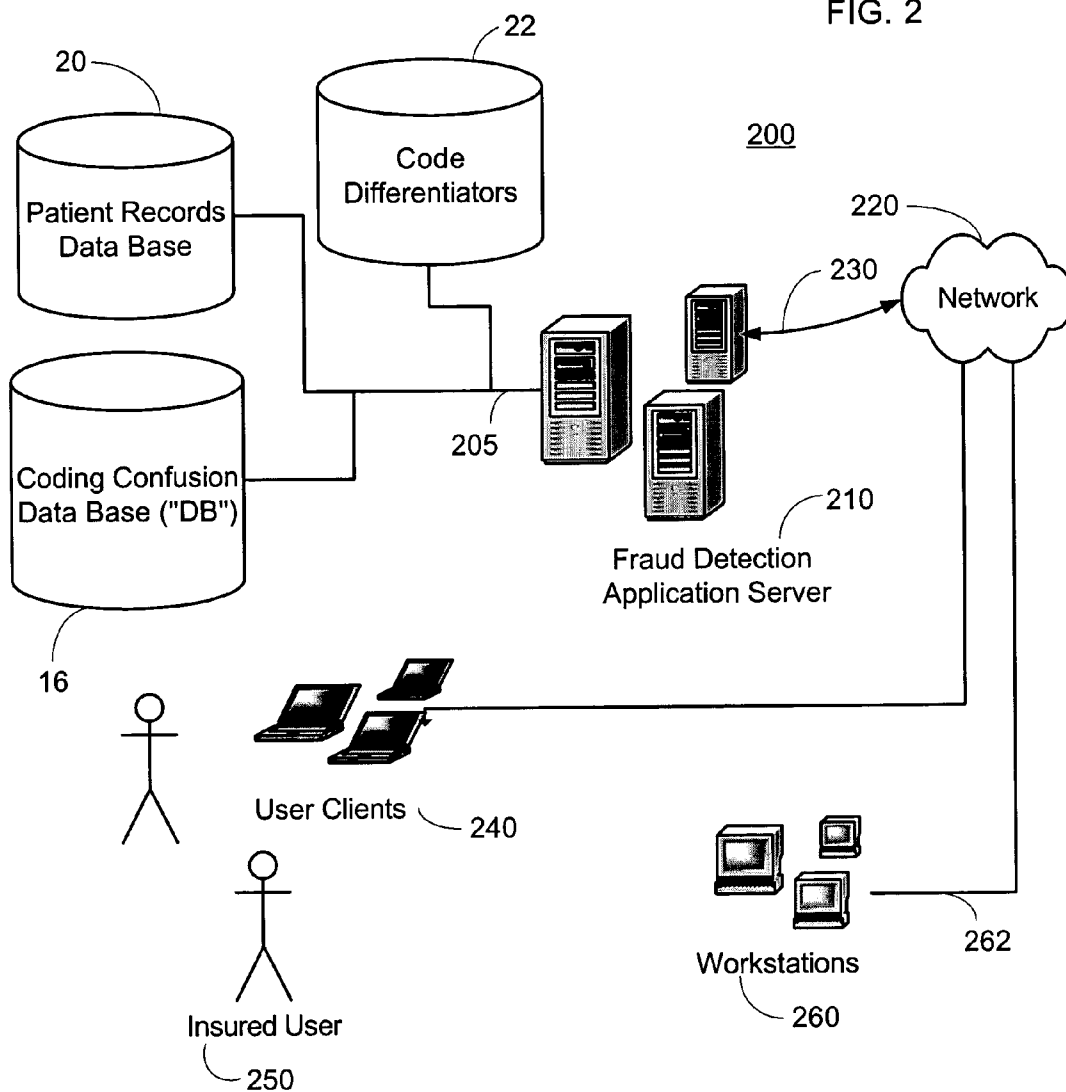 FIG. 2
22
20
200
Code
Differentiators
Patient Records
Data Base
220
230
Network
205
Coding Confusion
Data Base ("DB")
210
Fraud Detection
Application Server
16
User Clients
240
262
Workstations
260
Insured User
250